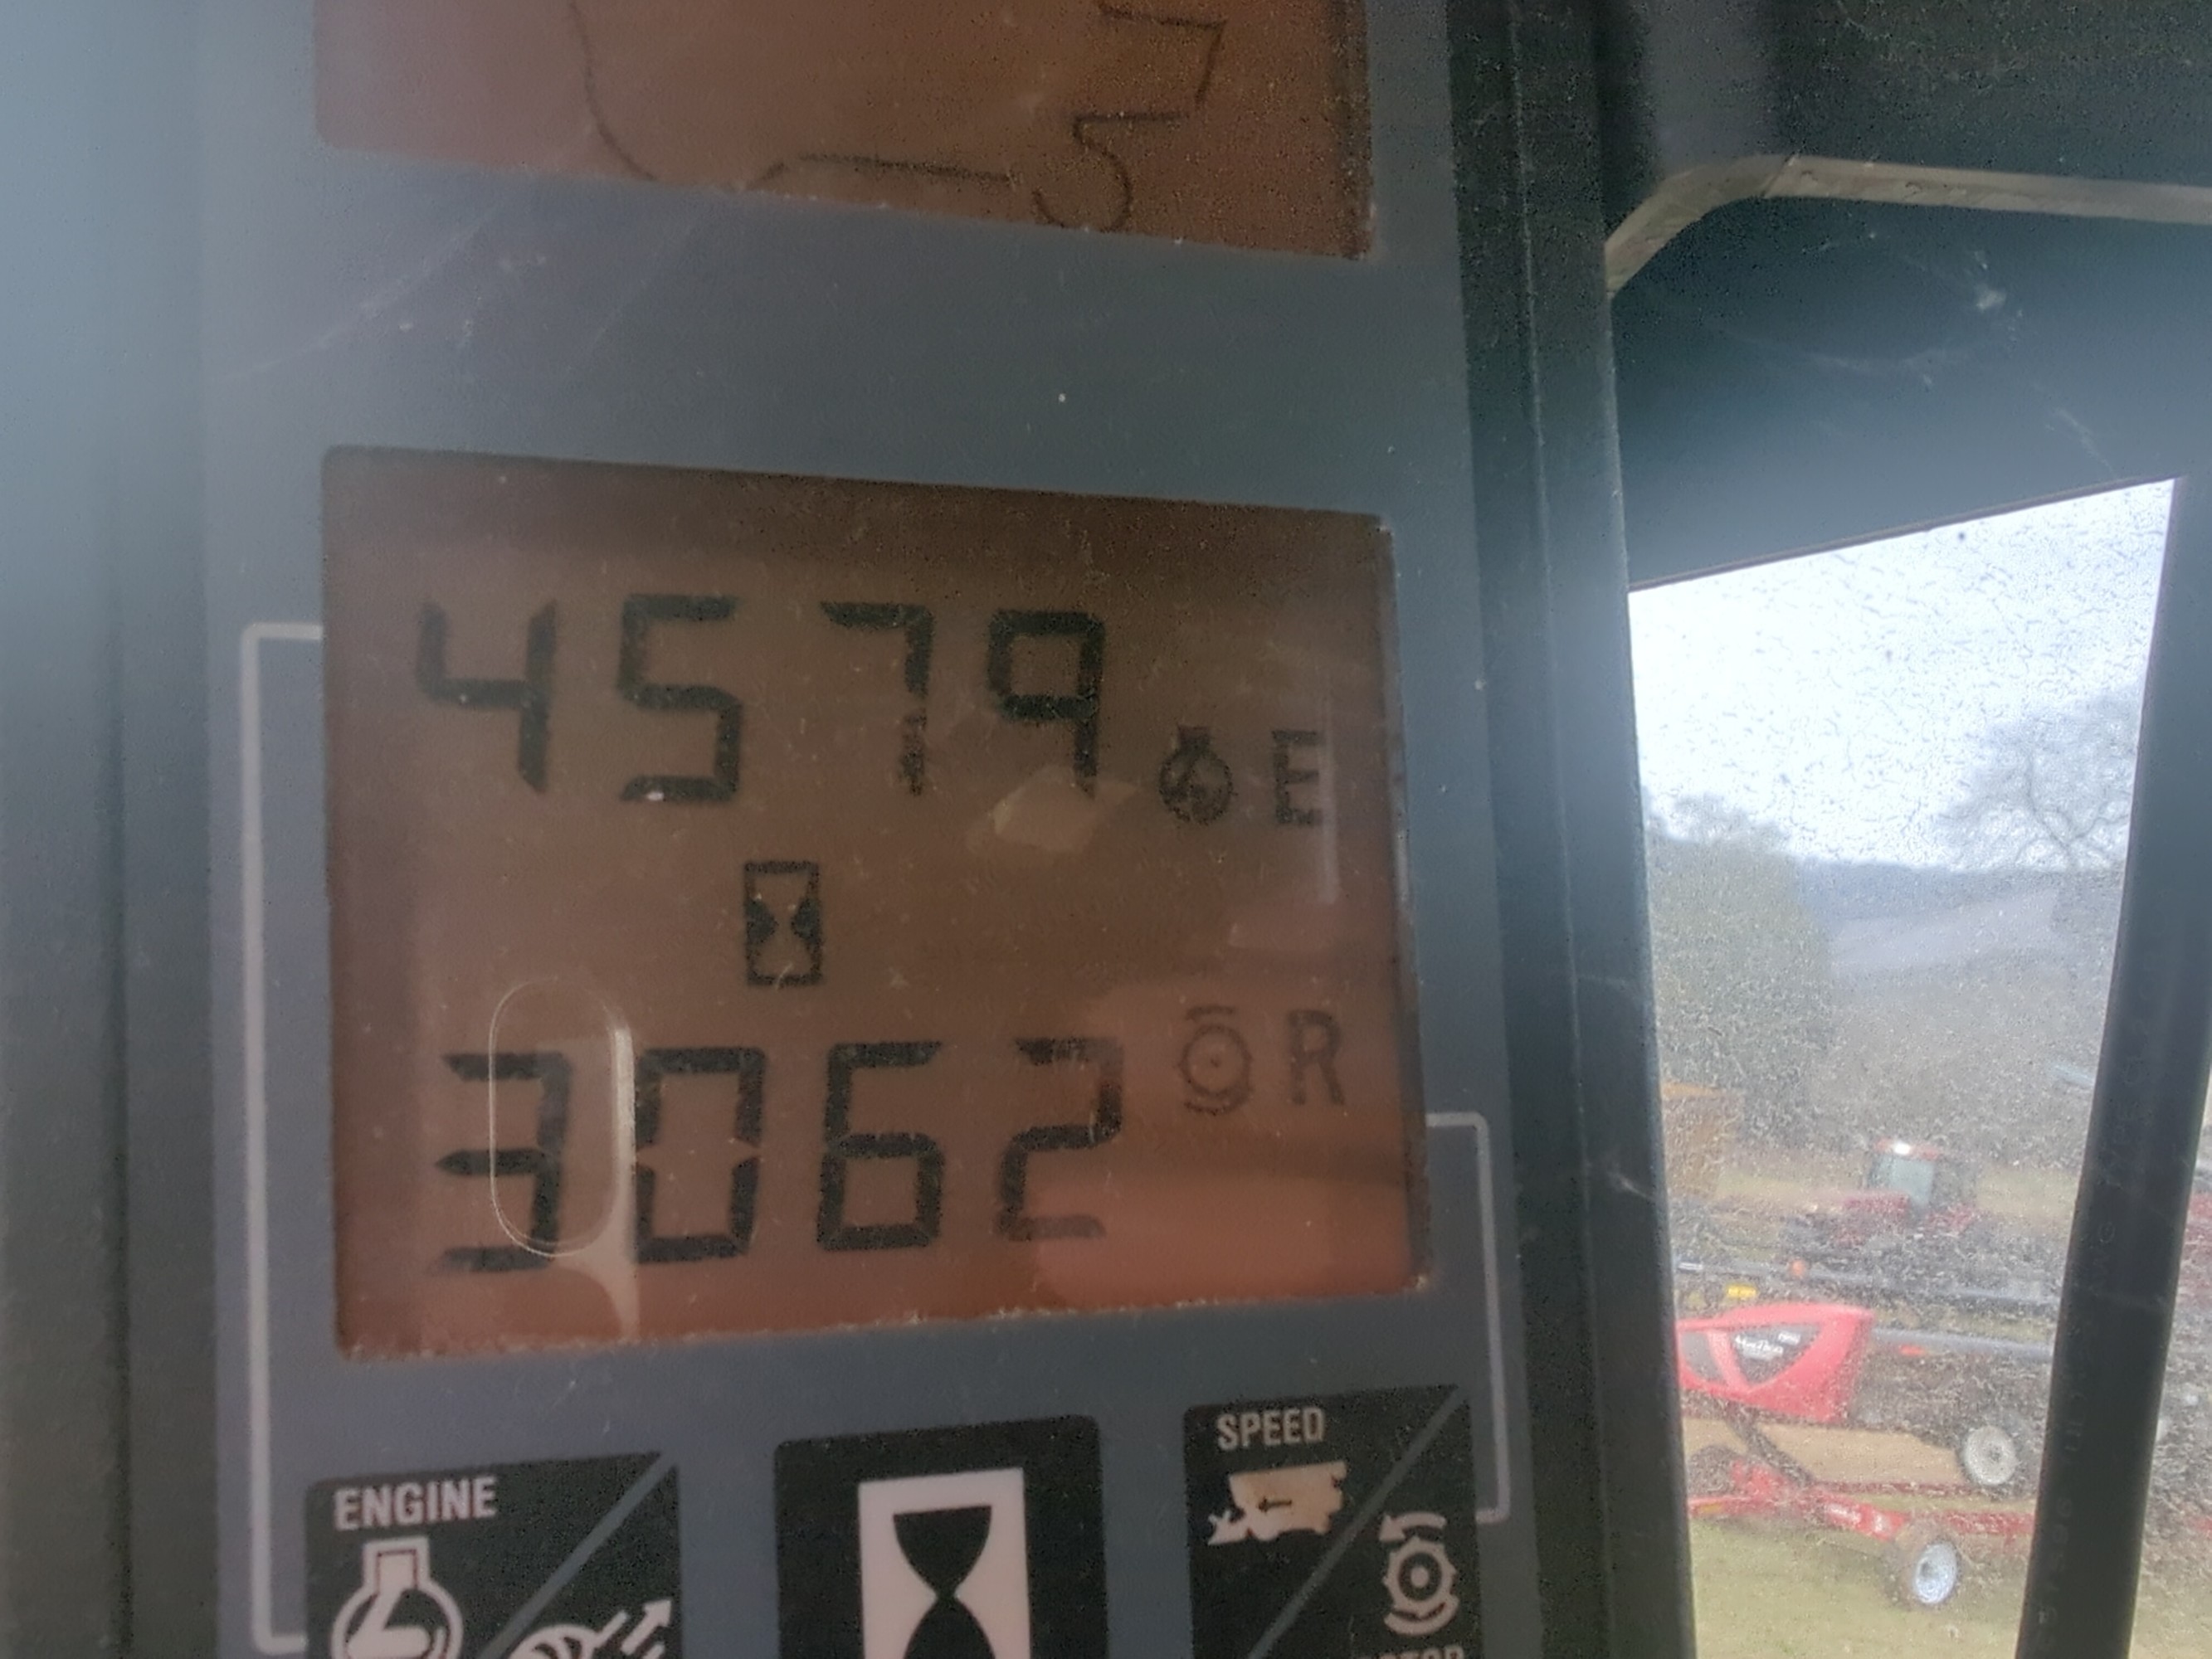 4579 E
3062 R
SPEED
ENGINE